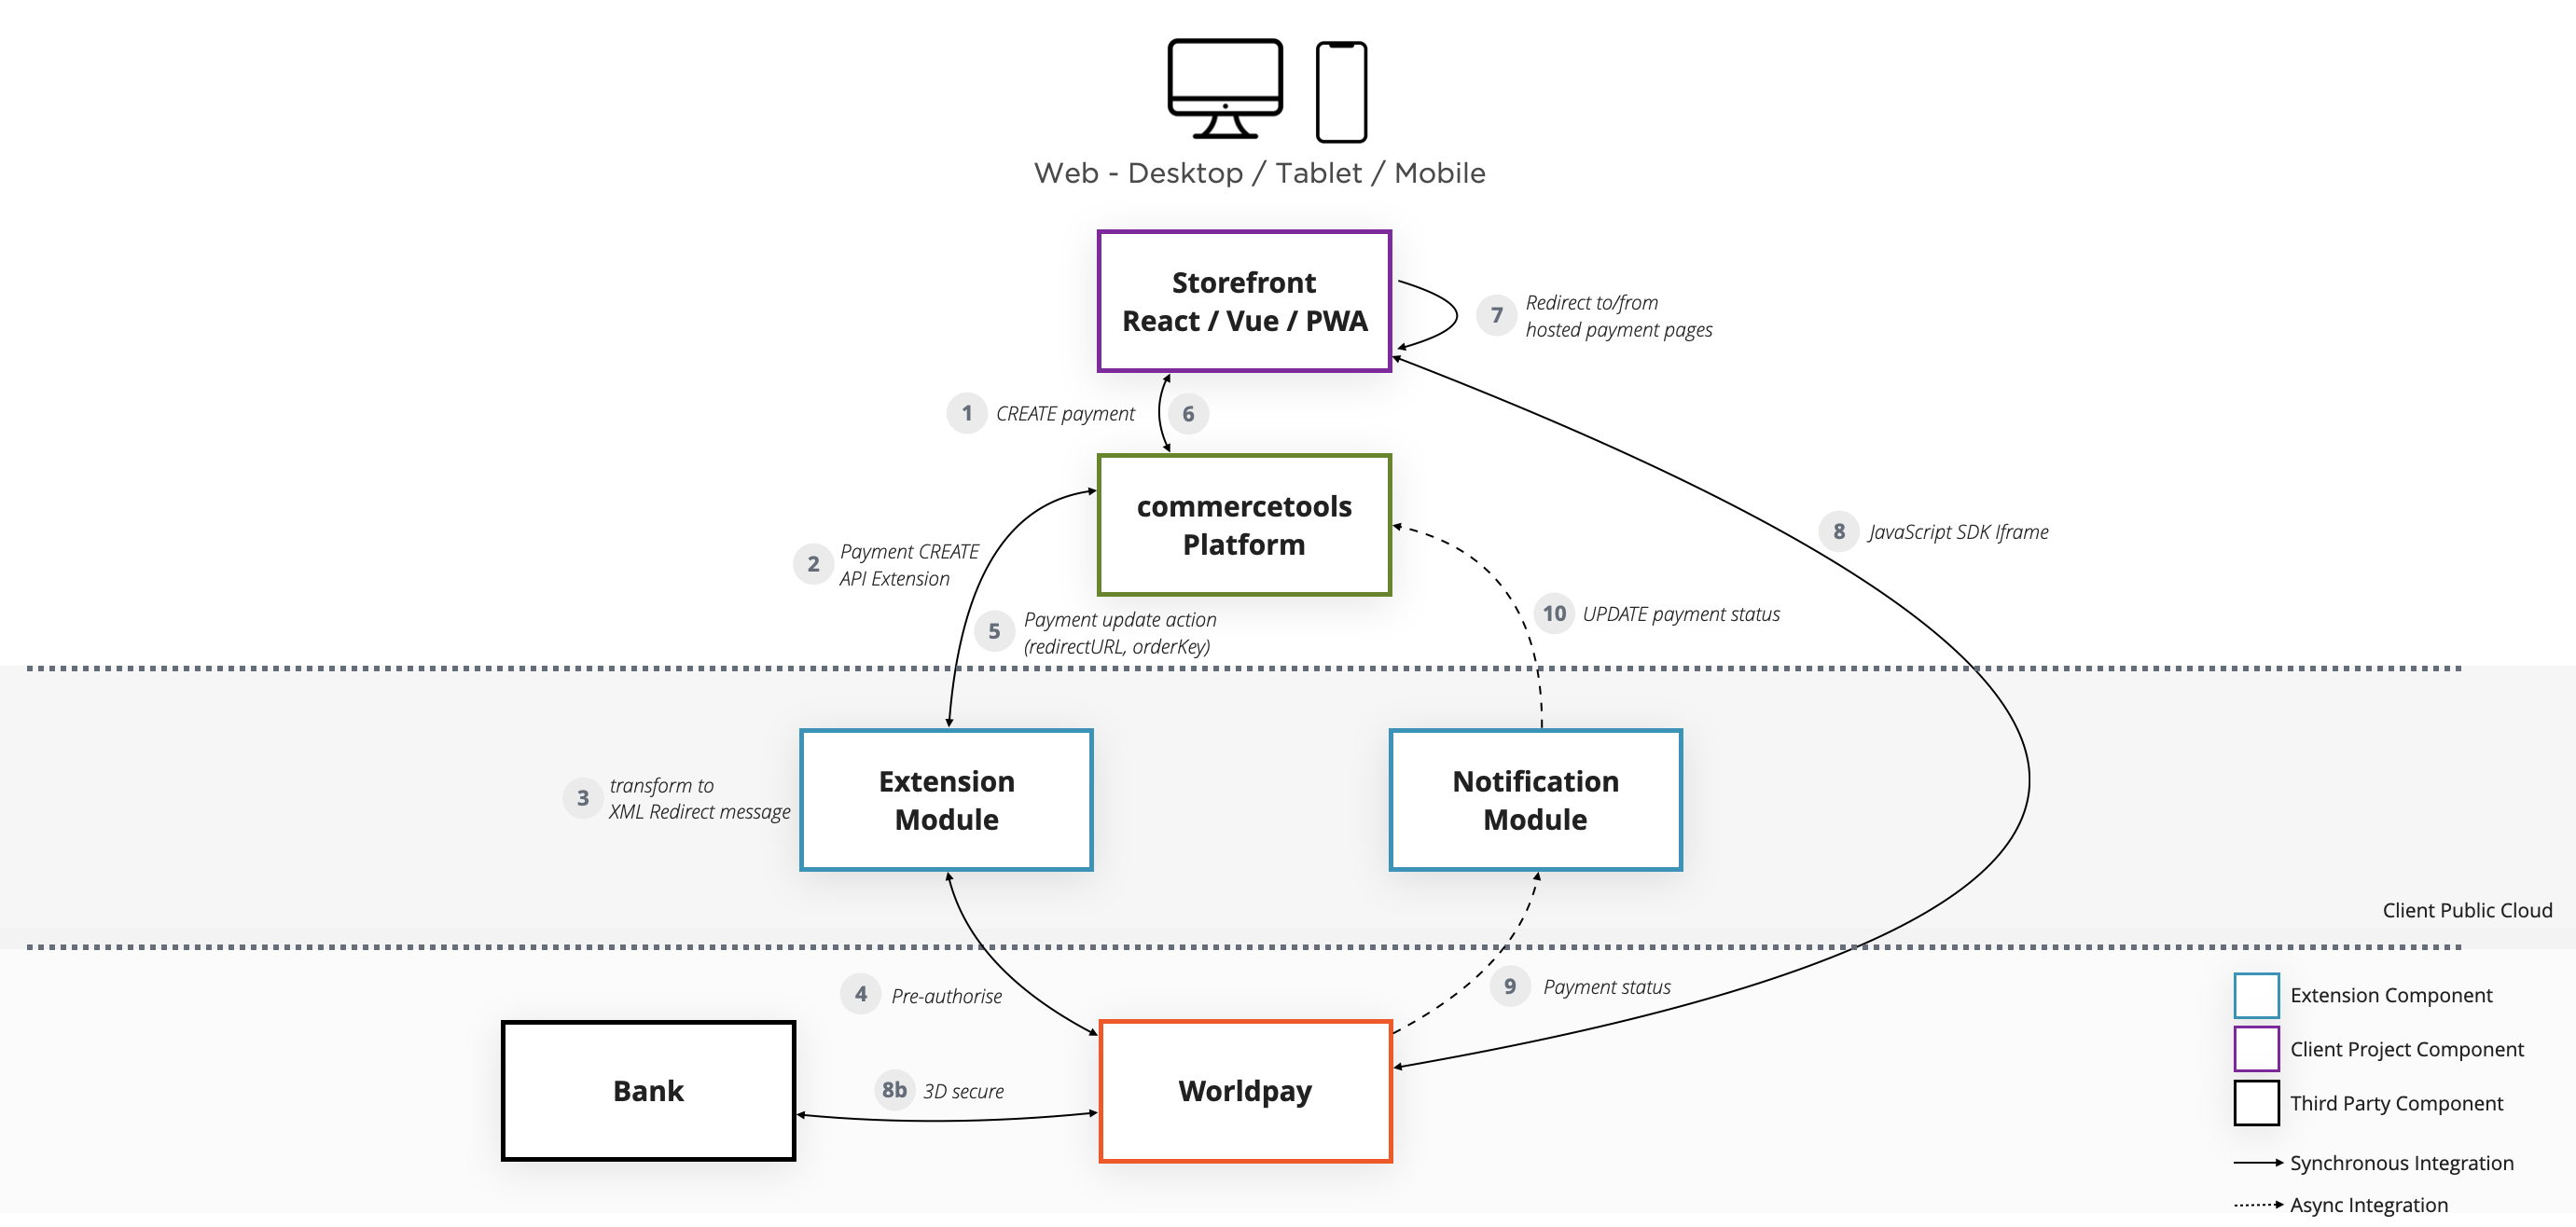 Web - Desktop / Tablet / Mobile
Storefront
React / Vue / PWA
7
Redirect to/from
hosted payment pages
1
CREATE payment
6
commercetools
Platform
2
Payment CREATE
API Extension
8
JavaScript SDK Iframe
5
Payment update action
(redirectURL, orderKey)
10
UPDATE payment status
3
transform to
XML Redirect message
Extension
Module
Notification
Module
Client Public Cloud
4
Pre-authorise
9
Payment status
Bank
8b
3D secure
Worldpay
Extension Component
Client Project Component
Third Party Component
Synchronous Integration
Async Integration